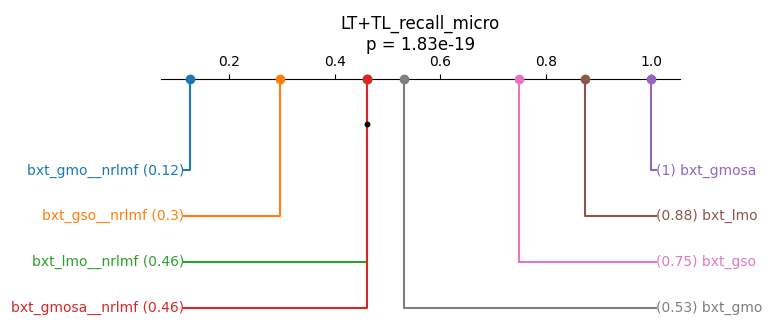 LT+TL_recall_micro
p = 1.83e-19
0.2 0.4 0.6 0.8 1.0
bxt_gmo__nrlmf (0.12) (1) bxt_gmosa
bxt_gso__nrlmf (0.3) (0.88) bxt_lmo
bxt_lmo__nrlmf (0.46) (0.75) bxt_gso
bxt_gmosa__nrlmf (0.46) (0.53) bxt_gmo